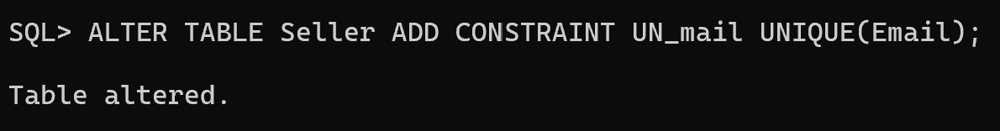 SQL> ALTER TABLE Seller ADD CONSTRAINT UN_mail UNIQUE(Email);
Table altered.